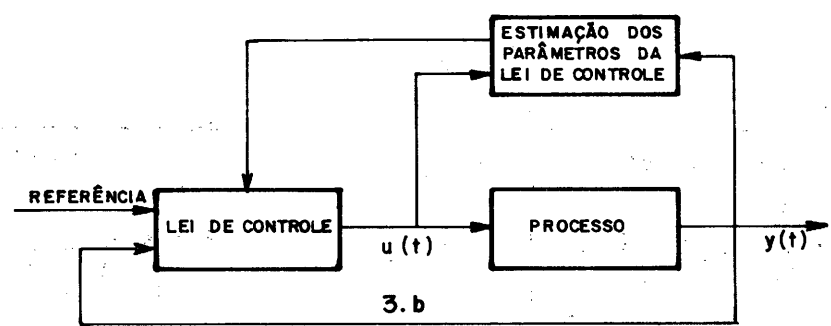 ESTIMAÇÃO DOS
PARÂMETROS DA
LEI DE CONTROLE
REFERÊNCIA
LEI DE CONTROLE
u(t)
PROCESSO
y(t)
3.b